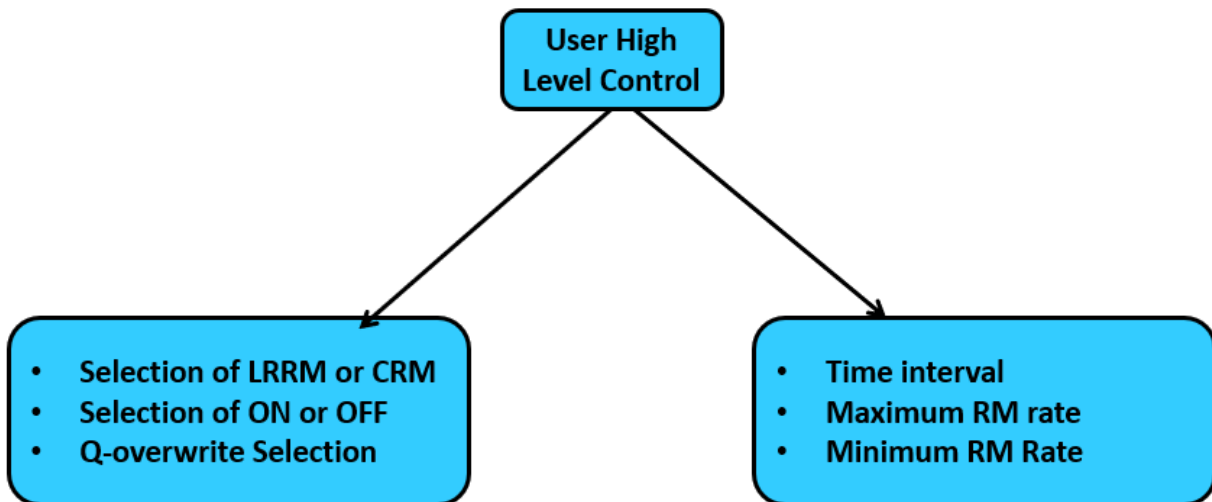 User High
Level Control
• Selection of LRRM or CRM
• Selection of ON or OFF
• Q-overwrite Selection
• Time interval
• Maximum RM rate
• Minimum RM Rate